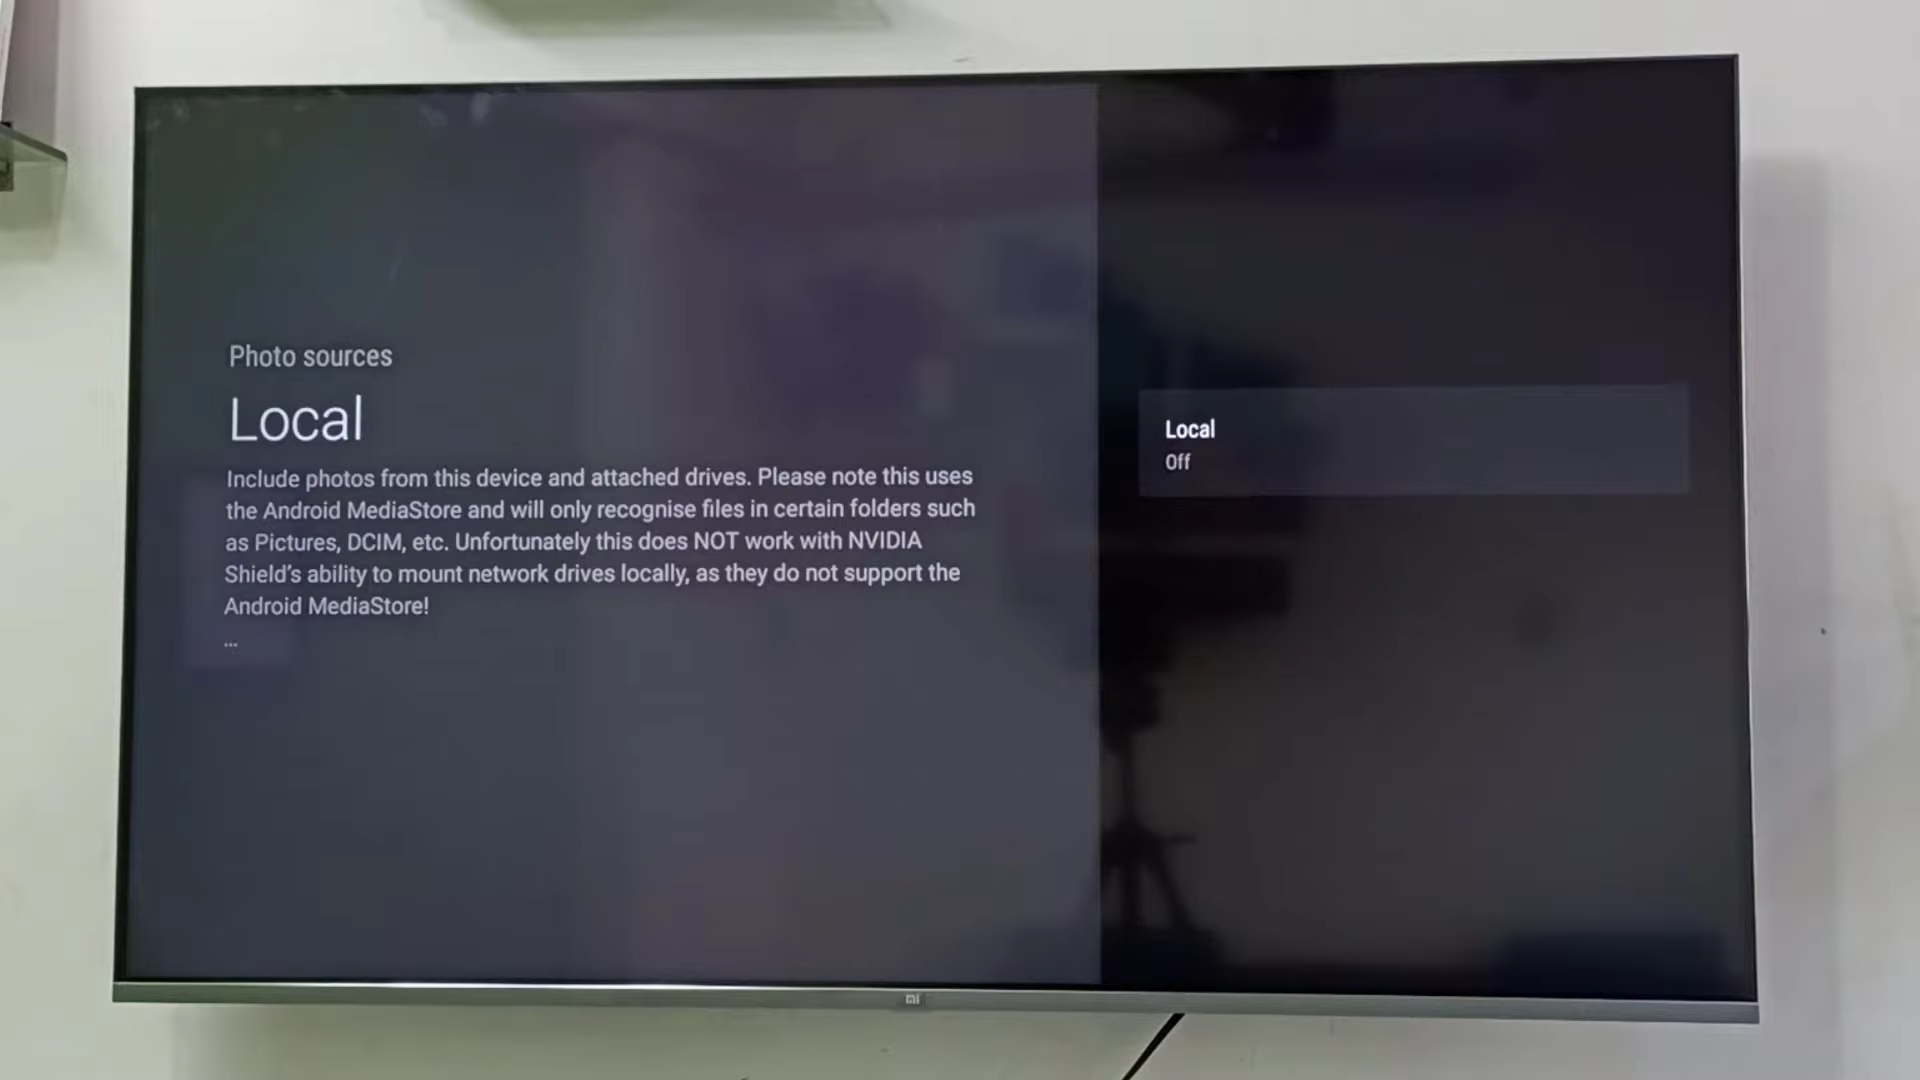 Photo sources
Local
Include photos from this device and attached drives. Please note this uses
the Android MediaStore and will only recognise files in certain folders such
as Pictures, DCIM, etc. Unfortunately this does NOT work with NVIDIA
Shield’s ability to mount network drives locally, as they do not support the
Android MediaStore!
...
Local
Off
mi